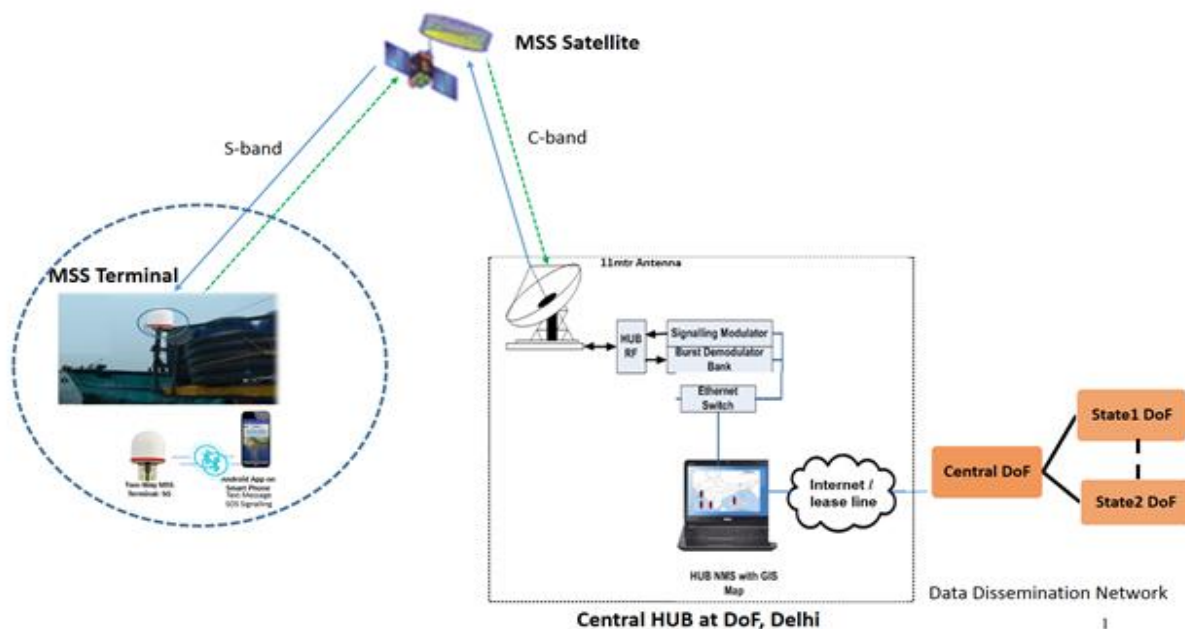 MSS Satellite
S-band
C-band
MSS Terminal
Two-Way MSS
Terminal- SG
Android App on
Smart Phone
Text Message
SOS Signalling
11mtr Antenna
HUB
RF
Signalling Modulator
Burst Demodulator
Bank
Ethernet
Switch
HUB NMS with GIS
Map
Internet /
lease line
Central HUB at DoF, Delhi
Central DoF
State1 DoF
State2 DoF
Data Dissemination Network
1